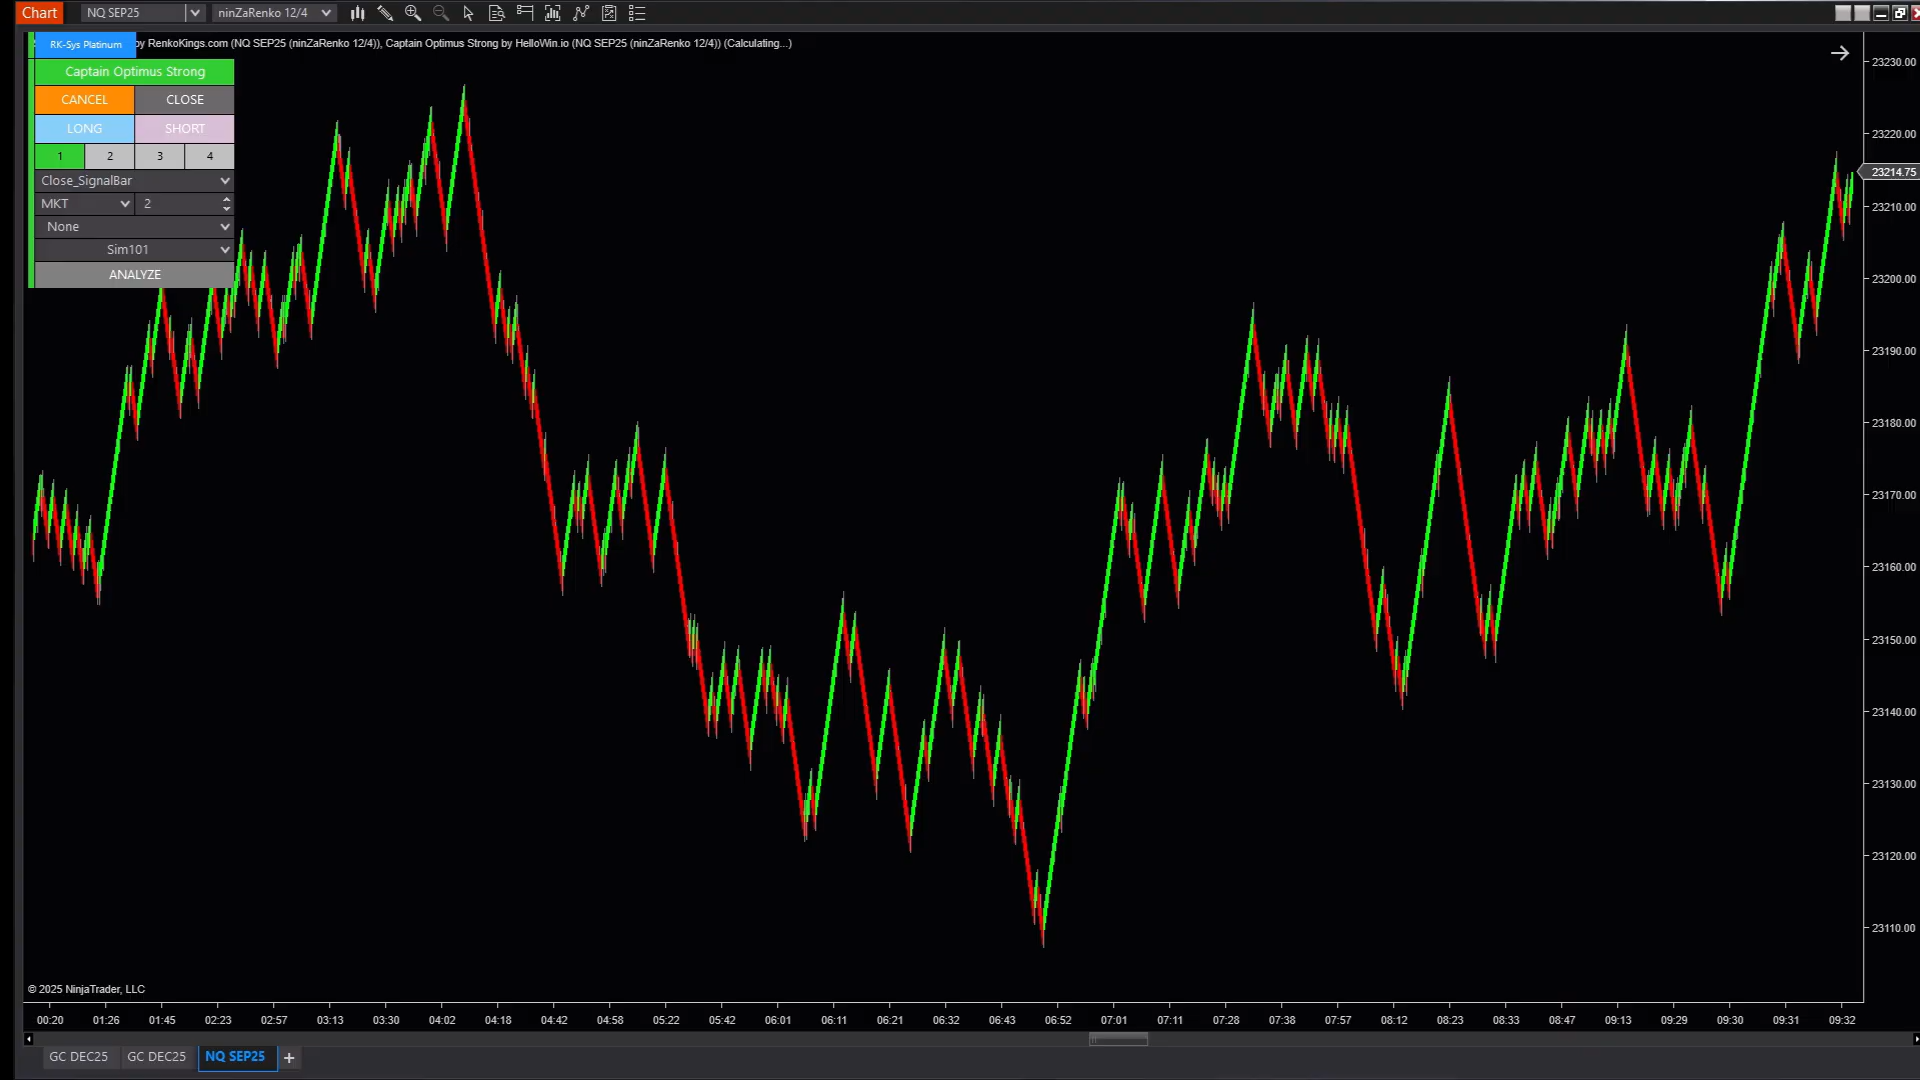 Chart NQ SEP25 ninZaRenko 12/4
RK-Sys Platinum by RenkoKings.com (NQ SEP25 (ninZaRenko 12/4)), Captain Optimus Strong by HelloWin.io (NQ SEP25 (ninZaRenko 12/4)) (Calculating...)
Captain Optimus Strong
CANCEL CLOSE
LONG SHORT
1 2 3 4
Close_SignalBar
MKT 2
None
Sim101
ANALYZE
23230.00
23220.00
23214.75
23210.00
23200.00
23190.00
23180.00
23170.00
23160.00
23150.00
23140.00
23130.00
23120.00
23110.00
© 2025 NinjaTrader, LLC
00:20 01:26 01:45 02:23 02:57 03:13 03:30 04:02 04:18 04:42 04:58 05:22 05:42 06:01 06:11 06:21 06:32 06:43 06:52 07:01 07:11 07:28 07:38 07:57 08:12 08:23 08:33 08:47 09:13 09:29 09:30 09:31 09:32
GC DEC25 GC DEC25 NQ SEP25 +